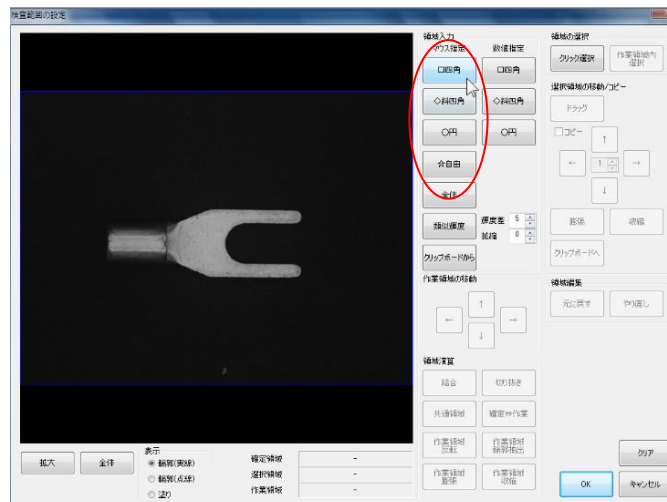 検査範囲の設定
領域入力
マウス指定 数値指定
□四角 □四角
◇斜四角 ◇斜四角
○円 ○円
☆自由
全体
類似輝度 輝度差 5
拡縮 0
クリップボードから
作業領域の移動
↑
← →
↓
領域演算
結合 切り抜き
共通領域 確定⇔作業
作業領域 作業領域
反転 輪郭抽出
作業領域 作業領域
膨張 収縮
領域の選択
クリック選択 作業領域内
選択
選択領域の移動/コピー
ドラッグ
コピー ↑
← 1 →
↓
膨張 収縮
クリップボードへ
領域編集
元に戻す やり直し
クリア
OK キャンセル
拡大 全体
表示
輪郭(実線)
輪郭(点線)
塗り
確定領域 -
選択領域 -
作業領域 -